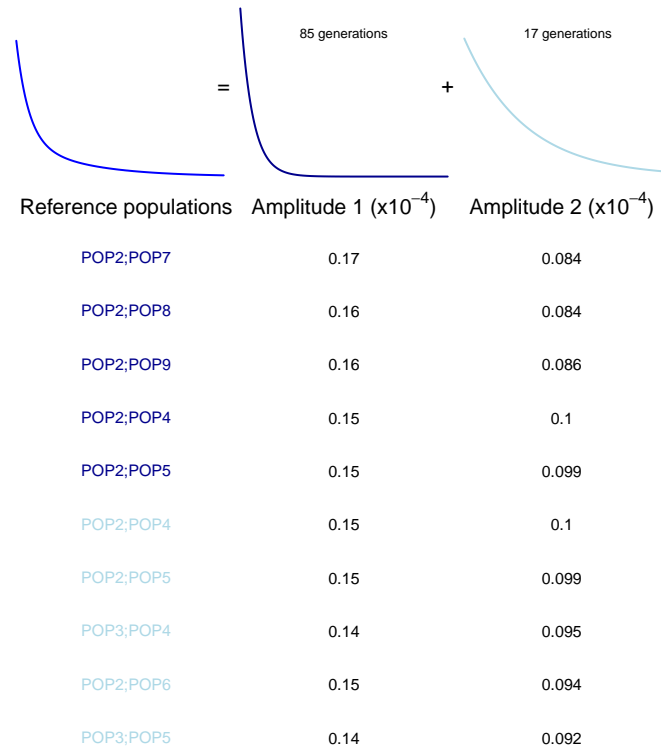 85 generations 17 generations
= +
Reference populations Amplitude 1 (x10⁻⁴) Amplitude 2 (x10⁻⁴)
POP2;POP7 0.17 0.084
POP2;POP8 0.16 0.084
POP2;POP9 0.16 0.086
POP2;POP4 0.15 0.1
POP2;POP5 0.15 0.099
POP2;POP4 0.15 0.1
POP2;POP5 0.15 0.099
POP3;POP4 0.14 0.095
POP2;POP6 0.15 0.094
POP3;POP5 0.14 0.092